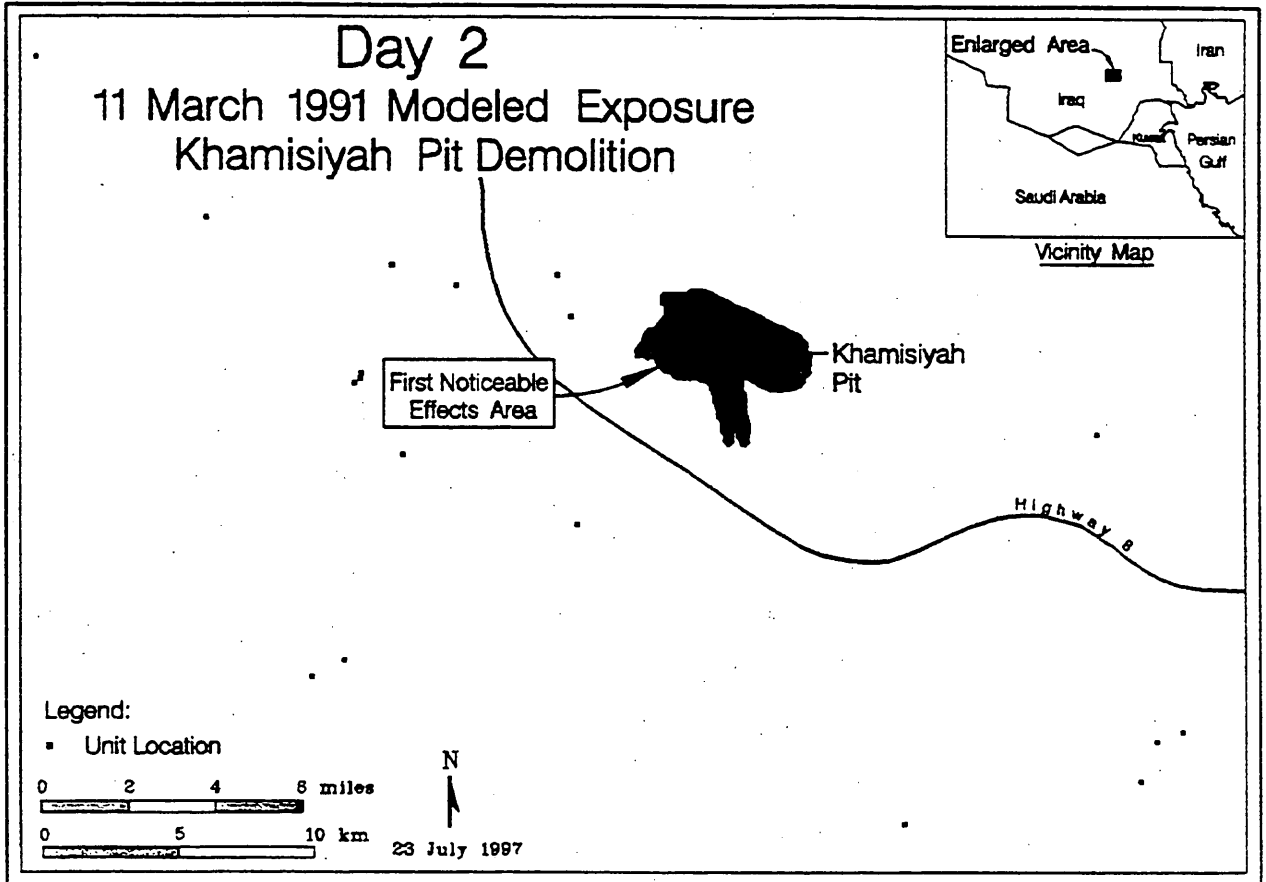 Day 2
11 March 1991 Modeled Exposure
Khamisiyah Pit Demolition
Enlarged Area
Iran
Iraq
Kuwait
Persian
Gulf
Saudi Arabia
Vicinity Map
Khamisiyah
Pit
First Noticeable
Effects Area
Highway 8
Legend:
Unit Location
0 2 4 6 miles
0 5 10 km
N
23 July 1997